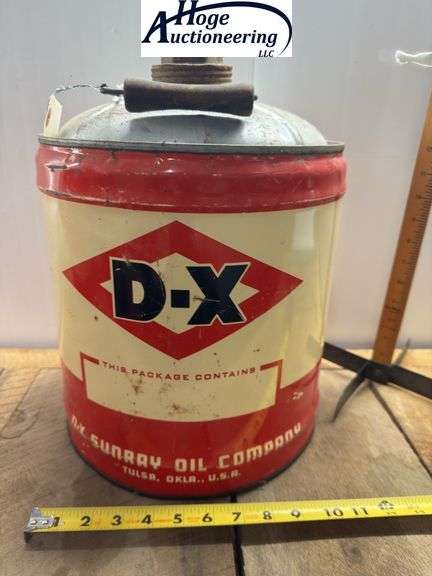 Hoge
Auctioneering
LLC
D-X
THIS PACKAGE CONTAINS
D-X SUNRAY OIL COMPANY
TULSA, OKLA., U.S.A.
1 2 3 4 5 6 7 8 9 10 11